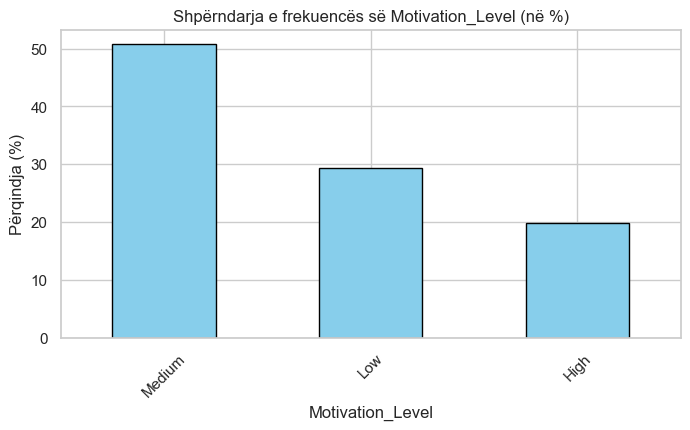 Shpërndarja e frekuencës së Motivation_Level (në %)
Përqindja (%)
50
40
30
20
10
0
Medium
Low
High
Motivation_Level